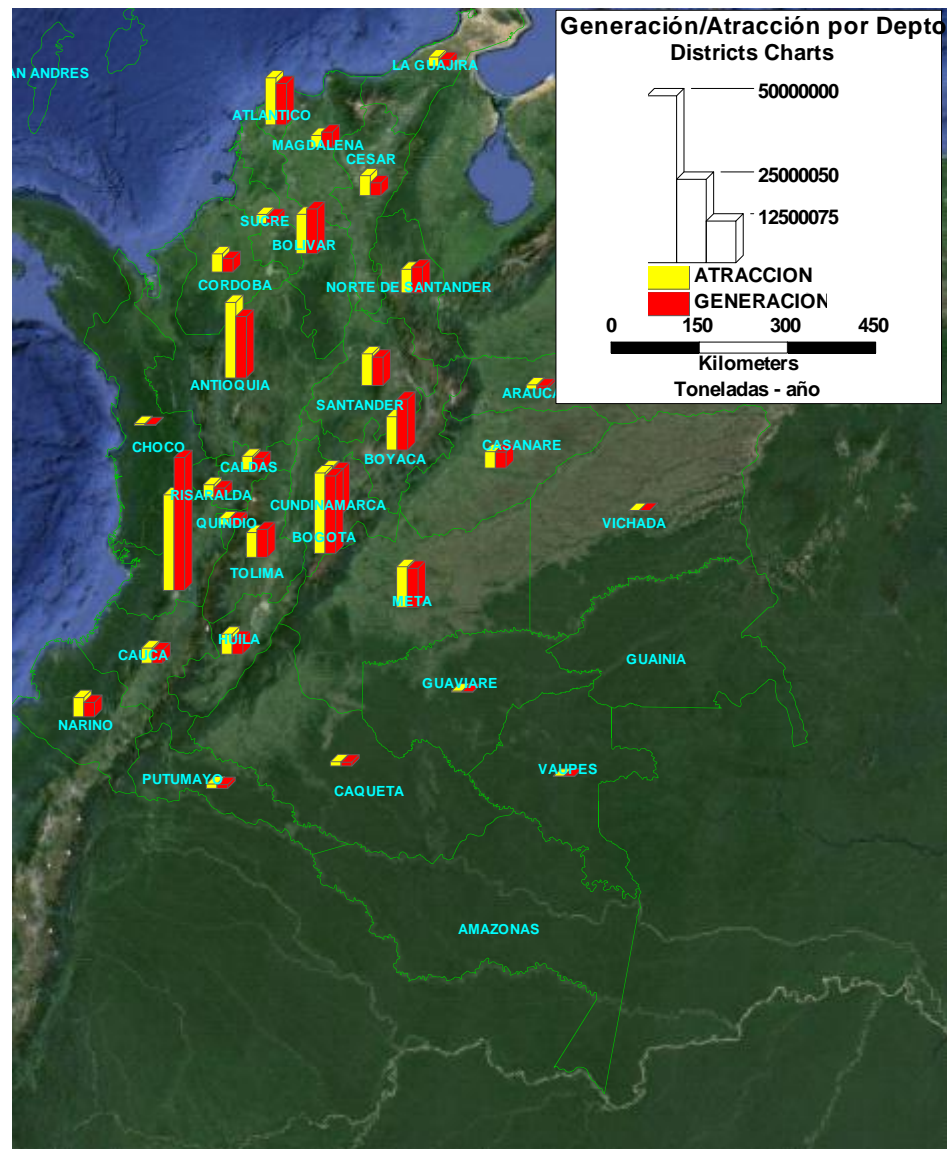 Generación/Atracción por Depto
Districts Charts
50000000
25000050
12500075
ATRACCION
GENERACION
0 150 300 450
Kilometers
Toneladas - año
LA GUAJIRA
AN ANDRES
ATLANTICO
MAGDALENA
CESAR
SUCRE
BOLIVAR
CORDOBA
NORTE DE SANTANDER
ANTIOQUIA
SANTANDER
ARAUCA
CHOCO
BOYACA
CASANARE
CALDAS
RISARALDA
CUNDINAMARCA
QUINDIO
VICHADA
BOGOTA
TOLIMA
META
HUILA
CAUCA
GUAINIA
GUAVIARE
NARINO
VAUPES
PUTUMAYO
CAQUETA
AMAZONAS